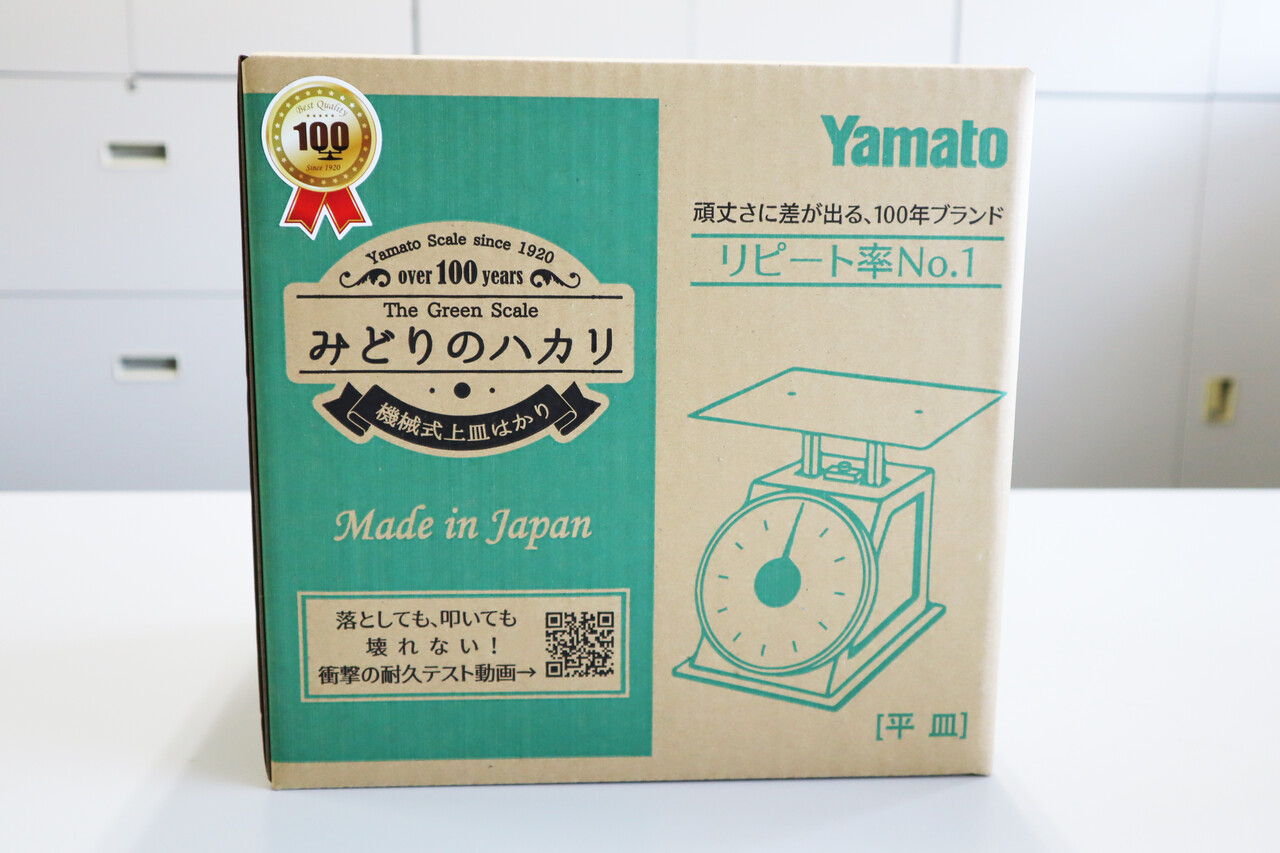 Best Quality
100
Since 1920
Yamato Scale since 1920
over 100 years
The Green Scale
みどりのハカリ
機械式上皿はかり
Made in Japan
落としても、叩いても
壊れない!
衝撃の耐久テスト動画→
Yamato
頑丈さに差が出る、100年ブランド
リピート率No.1
[平 皿]